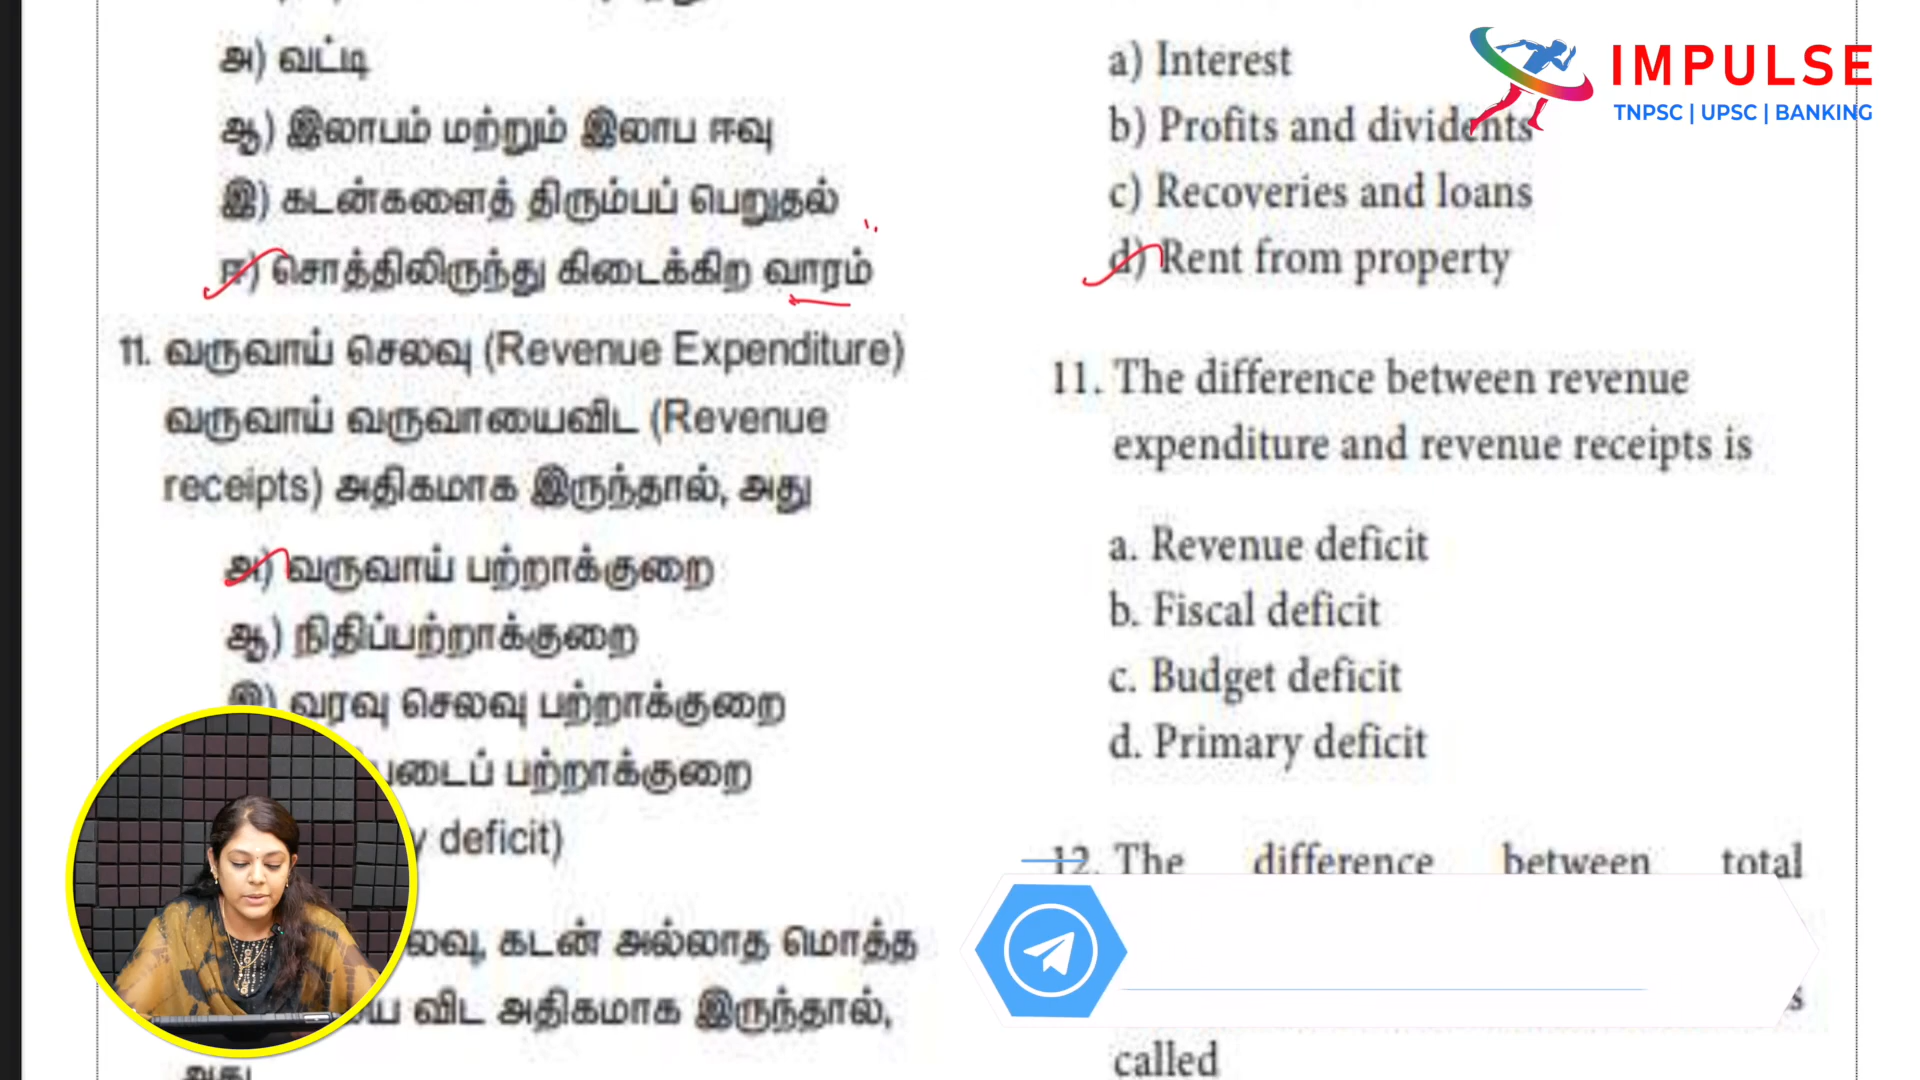 அ) வட்டி
ஆ) இலாபம் மற்றும் இலாப ஈவு
இ) கடன்களைத் திரும்பப் பெறுதல்
ஈ) சொத்திலிருந்து கிடைக்கிற வாரம்
11. வருவாய் செலவு (Revenue Expenditure)
வருவாய் வருவாயைவிட (Revenue
receipts) அதிகமாக இருந்தால், அது
அ) வருவாய் பற்றாக்குறை
ஆ) நிதிப்பற்றாக்குறை
இ) வரவு செலவு பற்றாக்குறை
பற்றாக்குறை
deficit)
கடன் அல்லாத மொத்த
விட அதிகமாக இருந்தால்,
அது
a) Interest
b) Profits and dividents
c) Recoveries and loans
d) Rent from property
11. The difference between revenue
expenditure and revenue receipts is
a. Revenue deficit
b. Fiscal deficit
c. Budget deficit
d. Primary deficit
12. The difference between total
called
IMPULSE
TNPSC | UPSC | BANKING